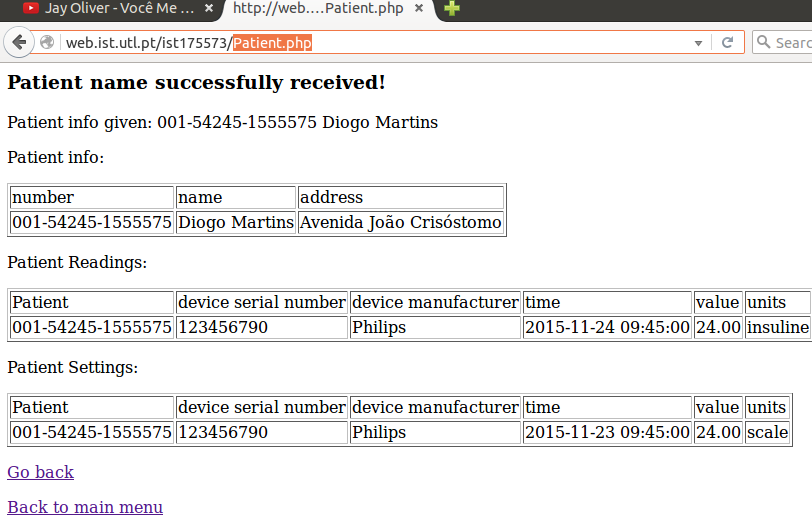 Jay Oliver - Você Me ... × http://web.…Patient.php ×
web.ist.utl.pt/ist175573/Patient.php Searc
Patient name successfully received!
Patient info given: 001-54245-1555575 Diogo Martins
Patient info:
number name address
001-54245-1555575 Diogo Martins Avenida João Crisóstomo
Patient Readings:
Patient device serial number device manufacturer time value units
001-54245-1555575 123456790 Philips 2015-11-24 09:45:00 24.00 insuline
Patient Settings:
Patient device serial number device manufacturer time value units
001-54245-1555575 123456790 Philips 2015-11-23 09:45:00 24.00 scale
Go back
Back to main menu